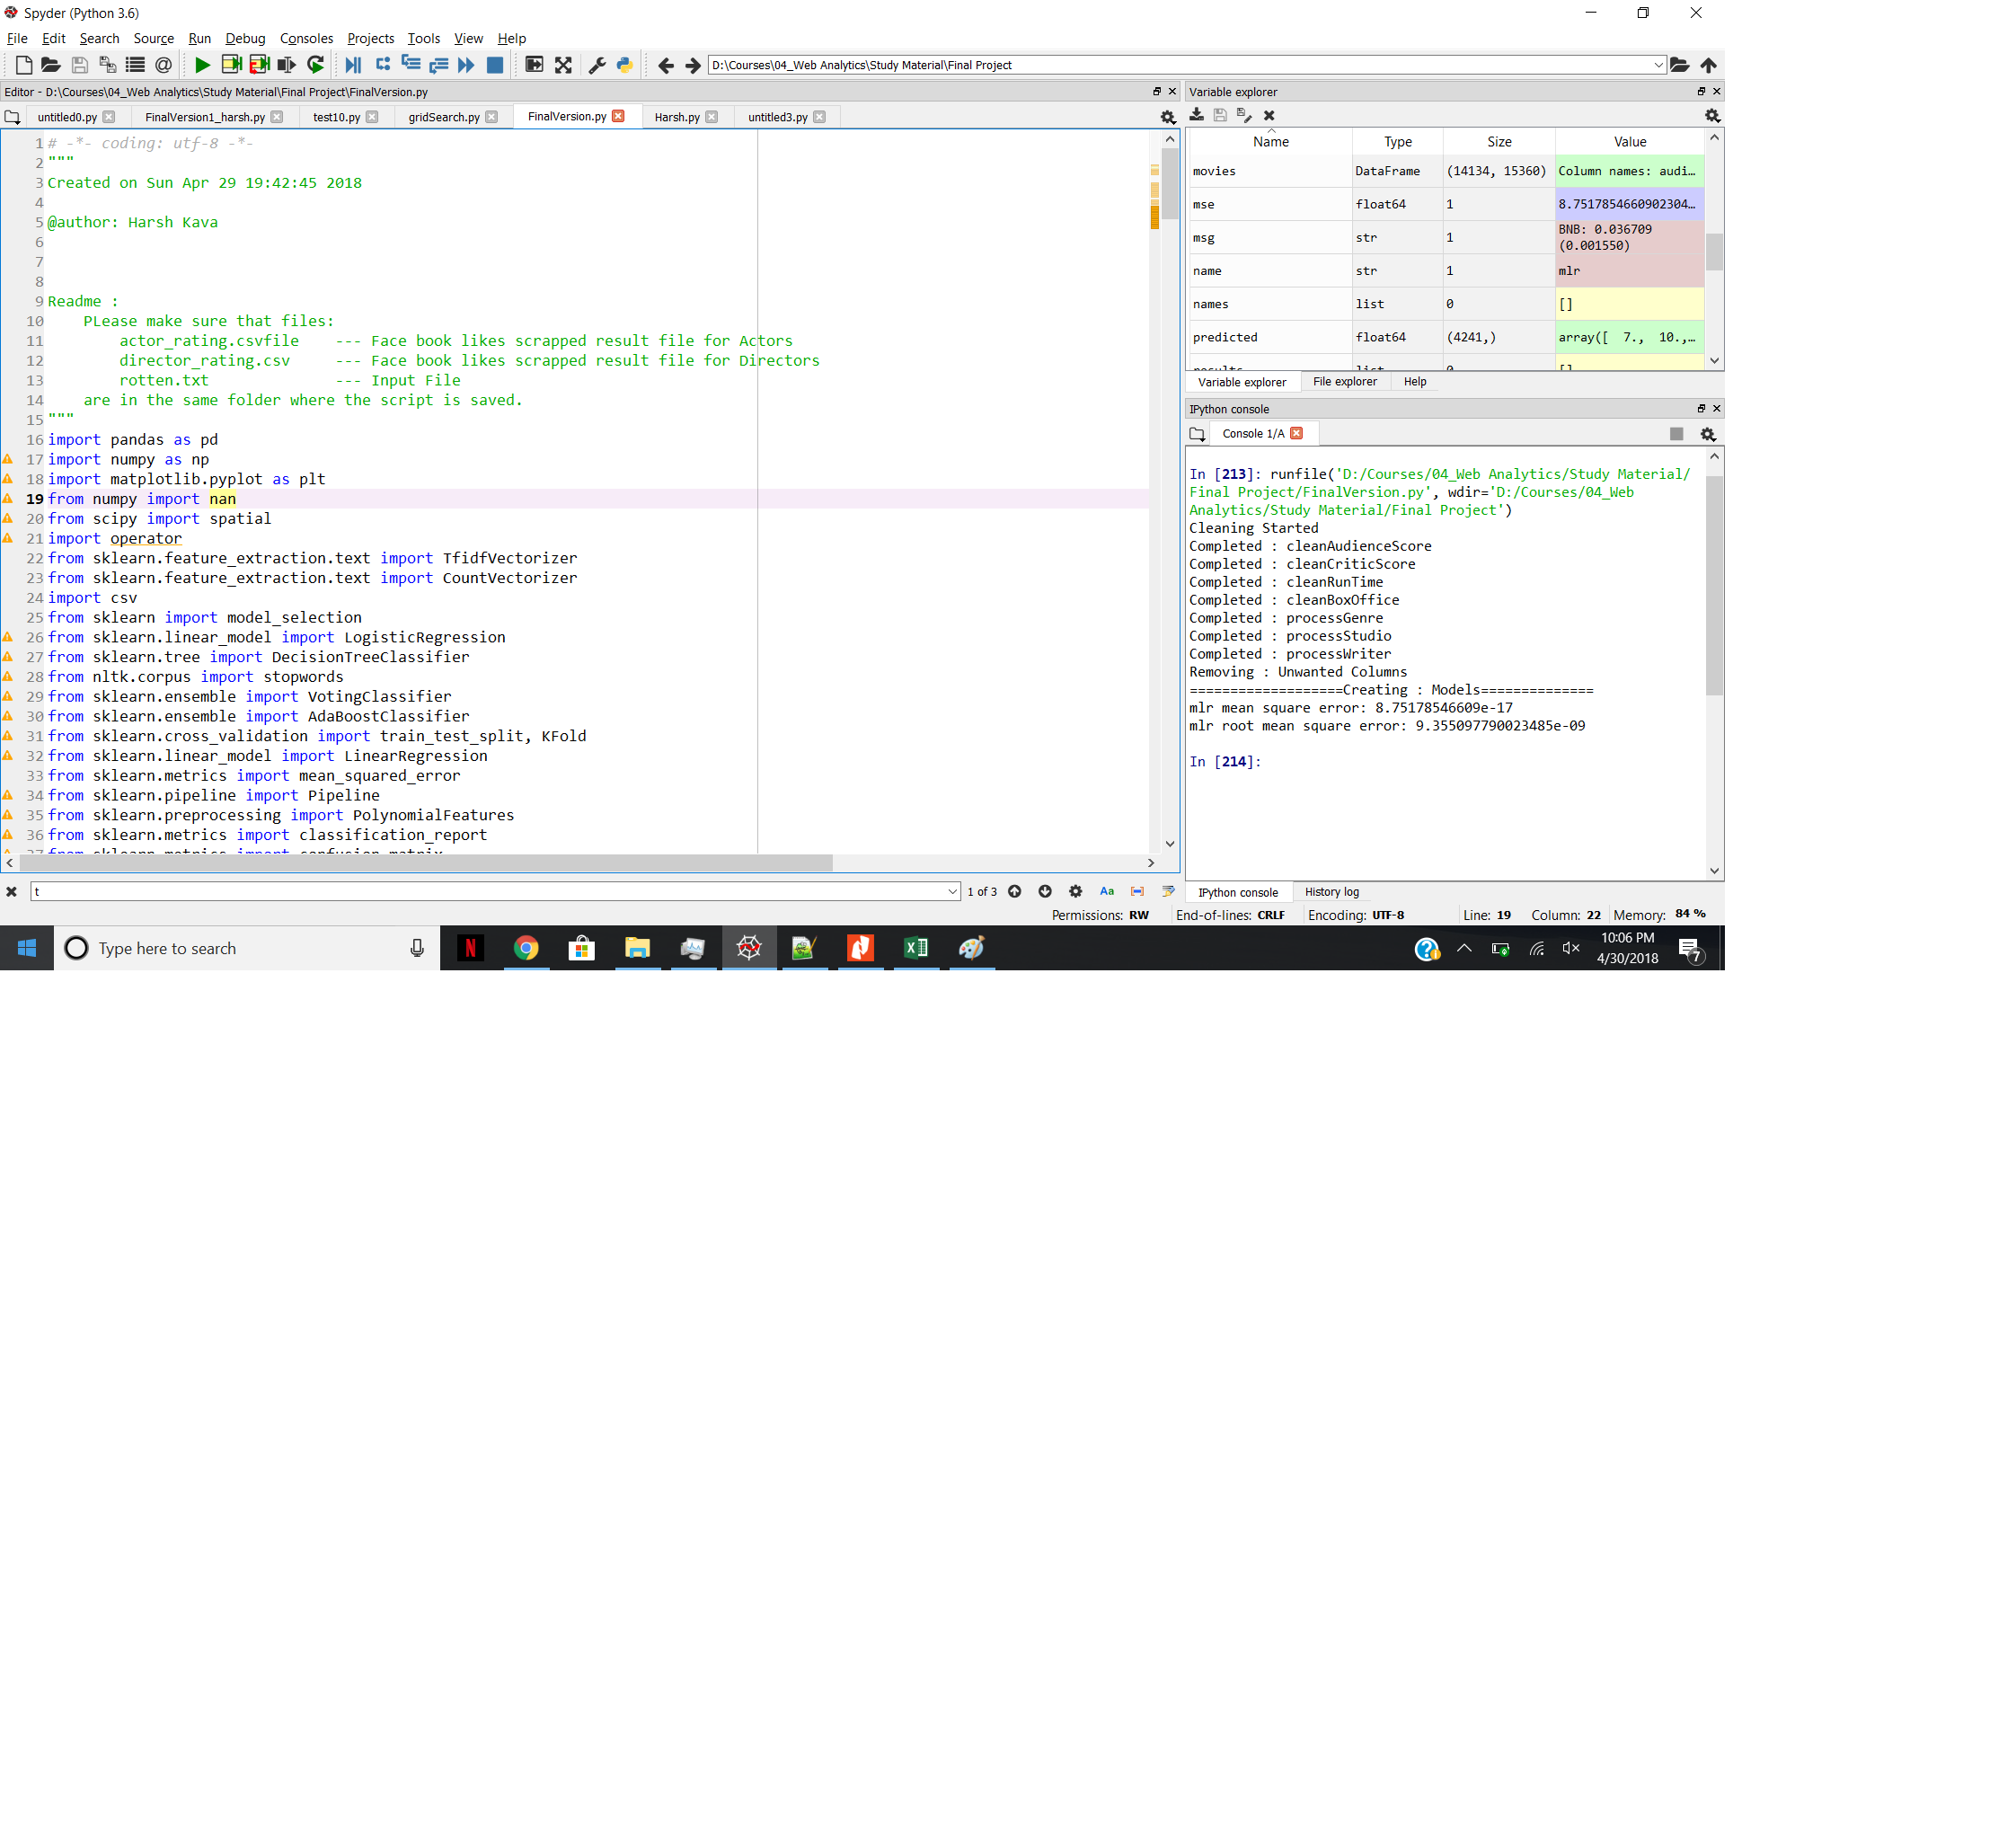 Spyder (Python 3.6)
File Edit Search Source Run Debug Consoles Projects Tools View Help
D:\Courses\04_Web Analytics\Study Material\Final Project
Editor - D:\Courses\04_Web Analytics\Study Material\Final Project\FinalVersion.py
untitled0.py FinalVersion1_harsh.py test10.py gridSearch.py FinalVersion.py Harsh.py untitled3.py
1 # -*- coding: utf-8 -*-
2 """
3 Created on Sun Apr 29 19:42:45 2018
4
5 @author: Harsh Kava
6
7
8
9 Readme :
10 PLease make sure that files:
11 actor_rating.csvfile --- Face book likes scrapped result file for Actors
12 director_rating.csv --- Face book likes scrapped result file for Directors
13 rotten.txt --- Input File
14 are in the same folder where the script is saved.
15 """
16 import pandas as pd
17 import numpy as np
18 import matplotlib.pyplot as plt
19 from numpy import nan
20 from scipy import spatial
21 import operator
22 from sklearn.feature_extraction.text import TfidfVectorizer
23 from sklearn.feature_extraction.text import CountVectorizer
24 import csv
25 from sklearn import model_selection
26 from sklearn.linear_model import LogisticRegression
27 from sklearn.tree import DecisionTreeClassifier
28 from nltk.corpus import stopwords
29 from sklearn.ensemble import VotingClassifier
30 from sklearn.ensemble import AdaBoostClassifier
31 from sklearn.cross_validation import train_test_split, KFold
32 from sklearn.linear_model import LinearRegression
33 from sklearn.metrics import mean_squared_error
34 from sklearn.pipeline import Pipeline
35 from sklearn.preprocessing import PolynomialFeatures
36 from sklearn.metrics import classification_report
37 from sklearn.metrics import confusion_matrix
t
1 of 3 Aa
Variable explorer
Name Type Size Value
movies DataFrame (14134, 15360) Column names: audi...
mse float64 1 8.7517854660902304...
msg str 1 BNB: 0.036709
(0.001550)
name str 1 mlr
names list 0 []
predicted float64 (4241,) array([ 7., 10.,...
results list 0 []
Variable explorer File explorer Help
IPython console
Console 1/A
In [213]: runfile('D:/Courses/04_Web Analytics/Study Material/
Final Project/FinalVersion.py', wdir='D:/Courses/04_Web
Analytics/Study Material/Final Project')
Cleaning Started
Completed : cleanAudienceScore
Completed : cleanCriticScore
Completed : cleanRunTime
Completed : cleanBoxOffice
Completed : processGenre
Completed : processStudio
Completed : processWriter
Removing : Unwanted Columns
===================Creating : Models==============
mlr mean square error: 8.75178546609e-17
mlr root mean square error: 9.355097790023485e-09
In [214]:
IPython console History log
Permissions: RW End-of-lines: CRLF Encoding: UTF-8 Line: 19 Column: 22 Memory: 84 %
Type here to search
10:06 PM
4/30/2018
7